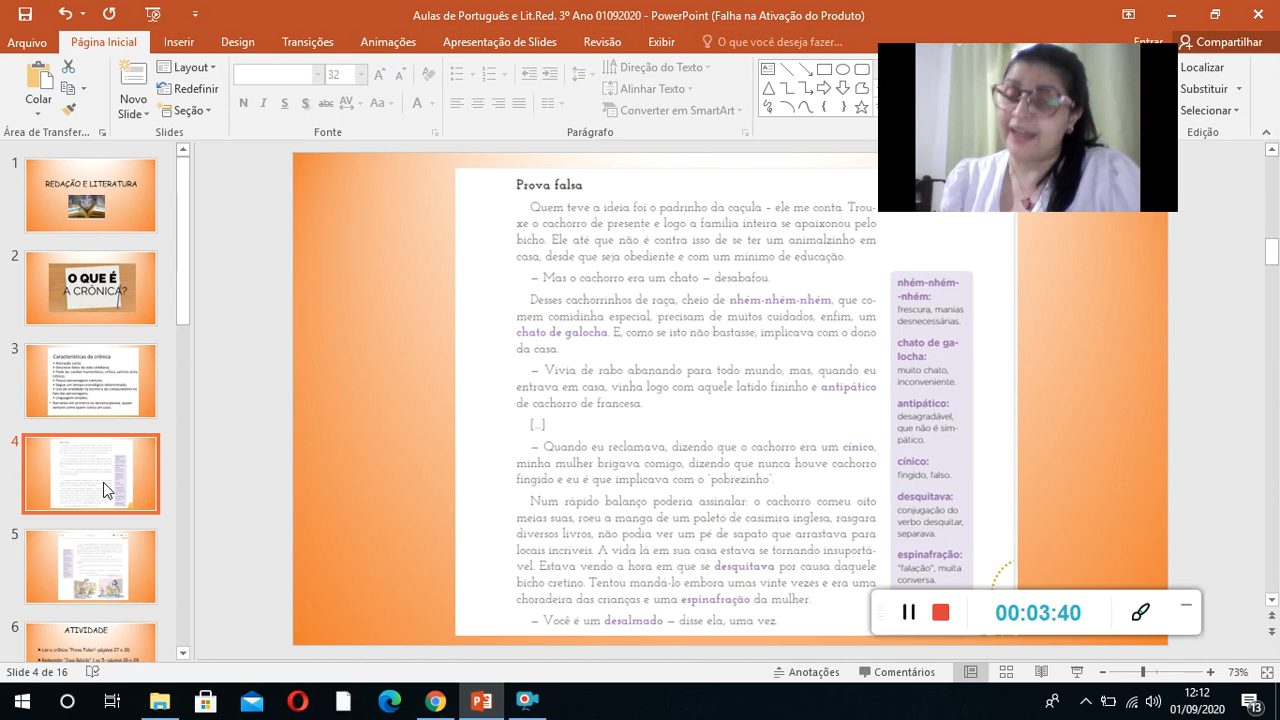 Aulas de Português e Lit.Red. 3º Ano 01092020 - PowerPoint (Falha na Ativação do Produto)
Arquivo Página Inicial Inserir Design Transições Animações Apresentação de Slides Revisão Exibir O que você deseja fazer... Entrar Compartilhar
Colar
Novo Slide
Layout
Redefinir
Seção
32
N I S S abc AV Aa A
Direção do Texto
Alinhar Texto
Converter em SmartArt
Localizar
Substituir
Selecionar
Área de Transfer... Slides Fonte Parágrafo Edição
1
REDAÇÃO E LITERATURA
2
O QUE É
A CRÔNICA?
3
Características da crônica
4
5
6
ATIVIDADE
Prova falsa
Quem teve a ideia foi o padrinho da caçula – ele me conta. Trou-
xe o cachorro de presente e logo a família inteira se apaixonou pelo
bicho. Ele até que não é contra isso de se ter um animalzinho em
casa, desde que seja obediente e com um mínimo de educação.
— Mas o cachorro era um chato — desabafou.
Desses cachorrinhos de raça, cheio de nhém-nhém-nhém, que co-
mem comidinha especial, precisam de muitos cuidados, enfim, um
chato de galocha. E, como se isto não bastasse, implicava com o dono
da casa.
— Vivia de rabo abanando para todo mundo, mas, quando eu
entrava em casa, vinha logo com aquele latido fininho e antipático
de cachorro de francesa.
[...]
— Quando eu reclamava, dizendo que o cachorro era um cínico,
minha mulher brigava comigo, dizendo que nunca houve cachorro
fingido e eu é que implicava com o "pobrezinho".
Num rápido balanço poderia assinalar: o cachorro comeu oito
meias suas, roeu a manga de um paletó de casimira inglesa, rasgara
diversos livros, não podia ver um pé de sapato que arrastava para
locais incríveis. A vida lá em sua casa estava se tornando insuportá-
vel. Estava vendo a hora em que se desquitava por causa daquele
bicho cretino. Tentou mandá-lo embora umas vinte vezes e era uma
choradeira das crianças e uma espinafração da mulher.
— Você é um desalmado — disse ela, uma vez.
nhém-nhém-
-nhém:
frescura, manias
desnecessárias.
chato de ga-
locha:
muito chato,
inconveniente.
antipático:
desagradável,
que não é sim-
pático.
cínico:
fingido, falso.
desquitava:
conjugação do
verbo desquitar,
separava.
espinafração:
"falação", muita
conversa.
00:03:40
Slide 4 de 16 Anotações Comentários 73%
12:12
01/09/2020
13